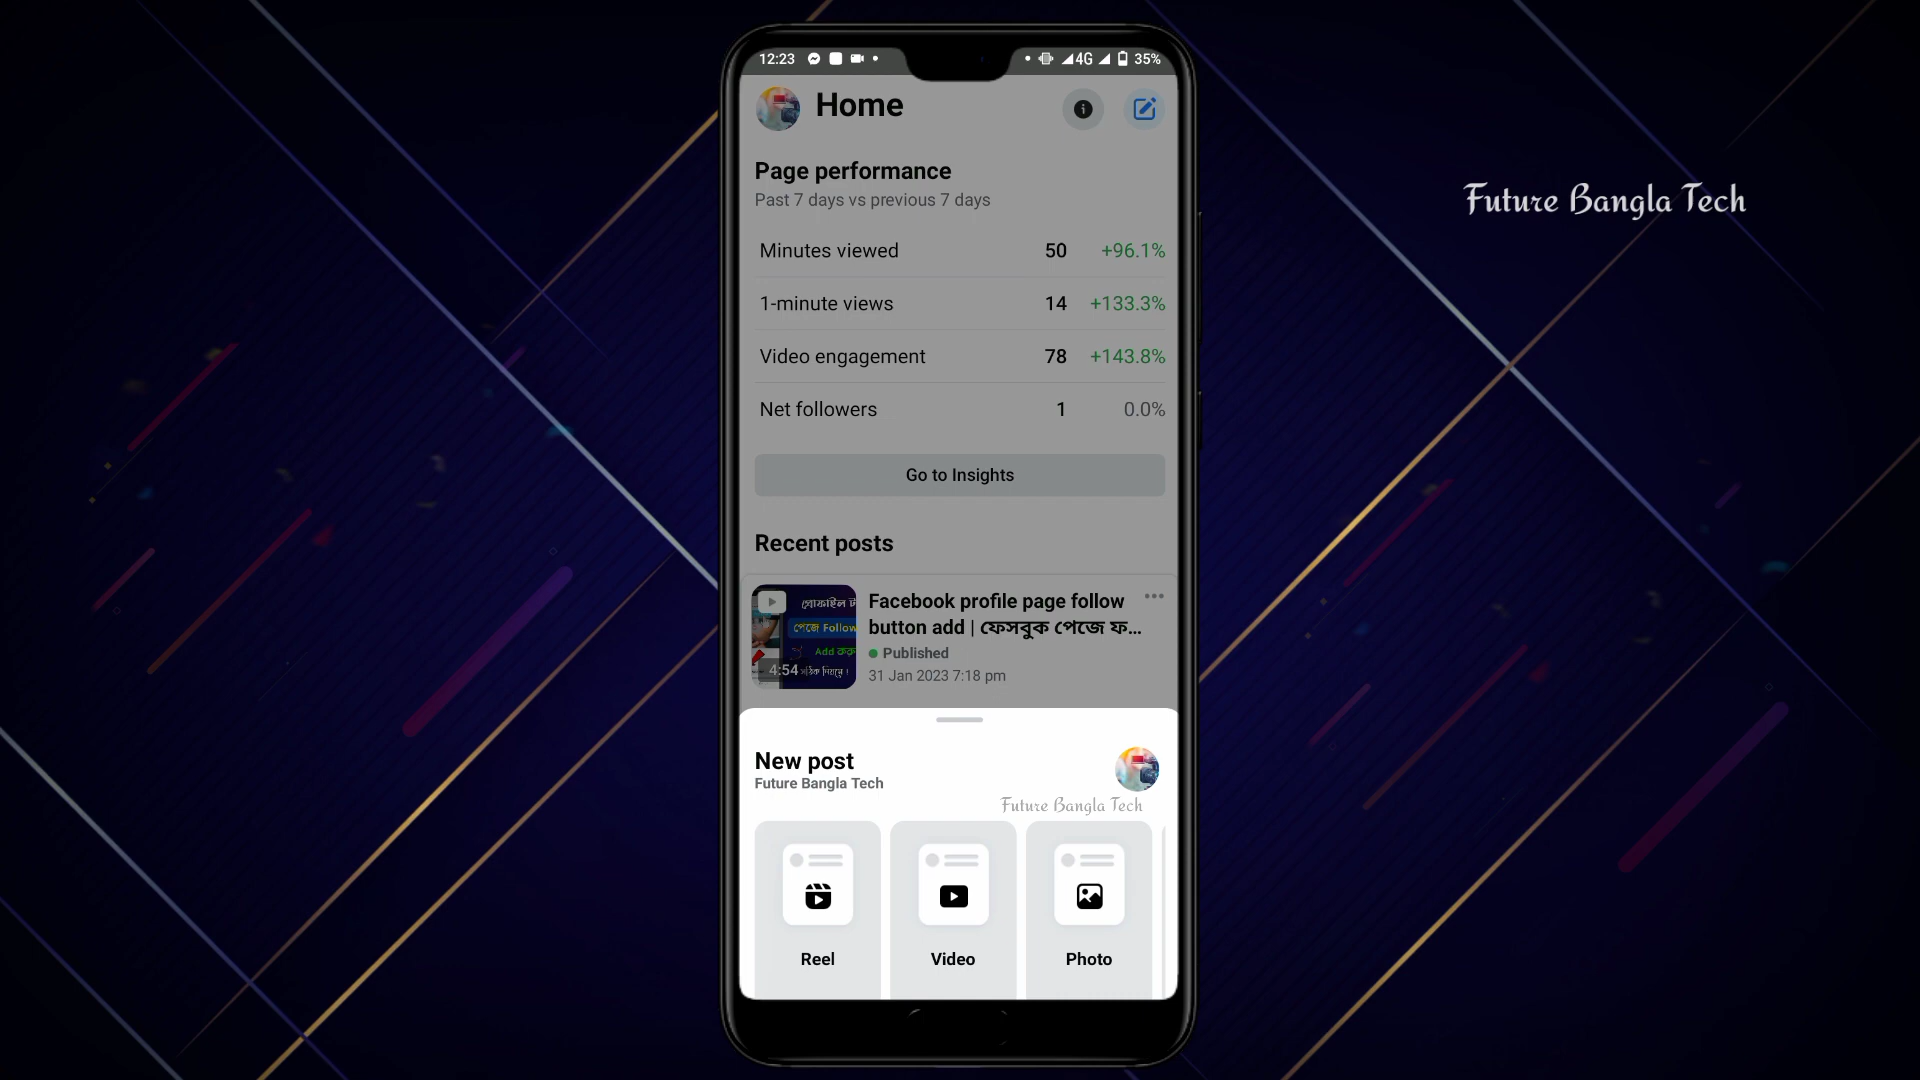 12:23
4G 35%
Home
Future Bangla Tech
Page performance
Past 7 days vs previous 7 days
Minutes viewed 50 +96.1%
1-minute views 14 +133.3%
Video engagement 78 +143.8%
Net followers 1 0.0%
Go to Insights
Recent posts
পেজে Follow
Add
4:54
Facebook profile page follow
button add | ফেসবুক পেজে ফ...
Published
31 Jan 2023 7:18 pm
New post
Future Bangla Tech
Future Bangla Tech
Reel Video Photo